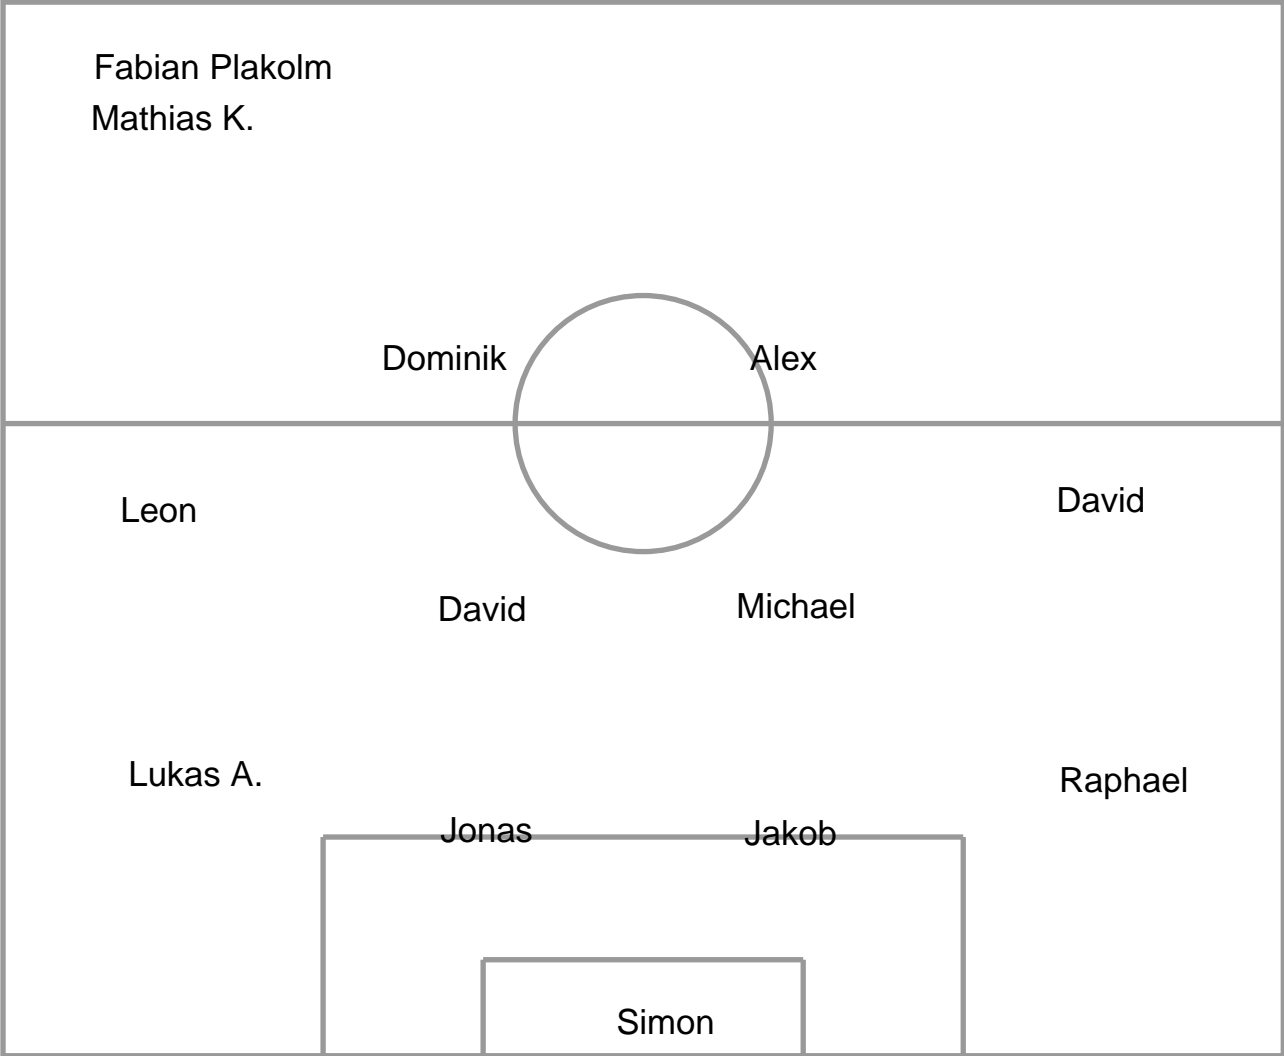 Fabian Plakolm
Mathias K.
Dominik
Alex
Leon
David
David
Michael
Lukas A.
Raphael
Jonas
Jakob
Simon